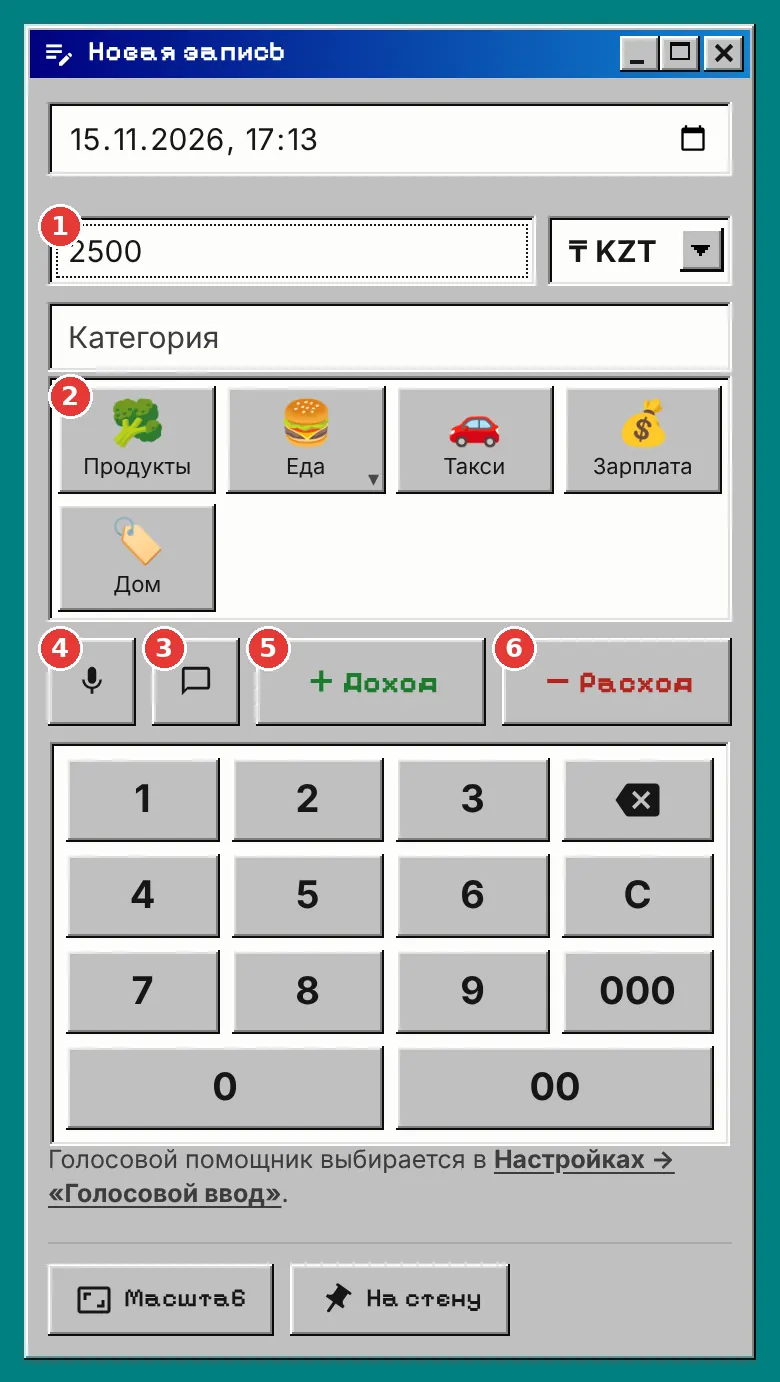 Новая запись
15.11.2026, 17:13
1
2500
₸ KZT
Категория
2
Продукты
Еда
Такси
Зарплата
Дом
4
3
5
+ Доход
6
− Расход
1
2
3
4
5
6
C
7
8
9
000
0
00
Голосовой помощник выбирается в Настройках →
«Голосовой ввод».
Масштаб
На стену